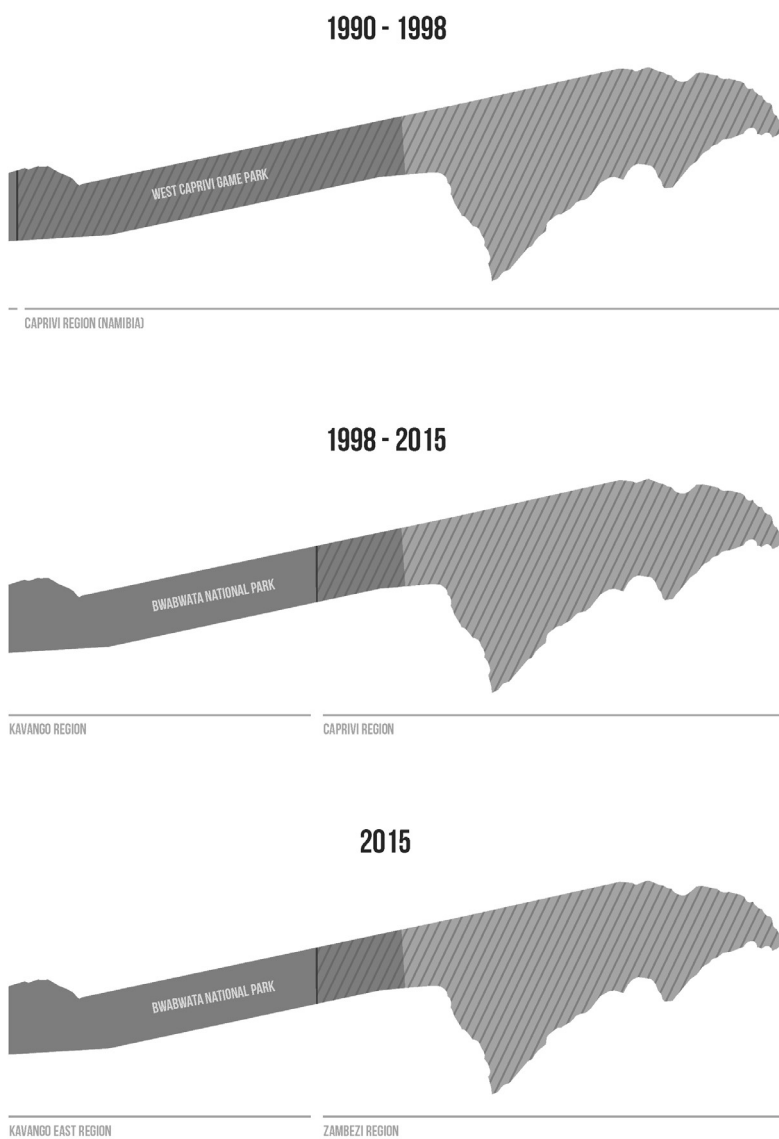 1990 - 1998
WEST CAPRIVI GAME PARK
CAPRIVI REGION (NAMIBIA)
1998 - 2015
BWABWATA NATIONAL PARK
KAVANGO REGION
CAPRIVI REGION
2015
BWABWATA NATIONAL PARK
KAVANGO EAST REGION
ZAMBEZI REGION